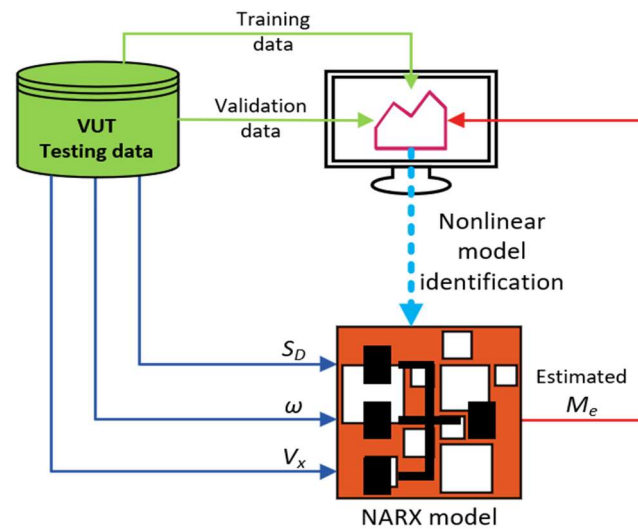 Training
data
Validation
data
VUT
Testing data
Nonlinear
model
identification
S_D
ω
V_x
Estimated
M_e
NARX model